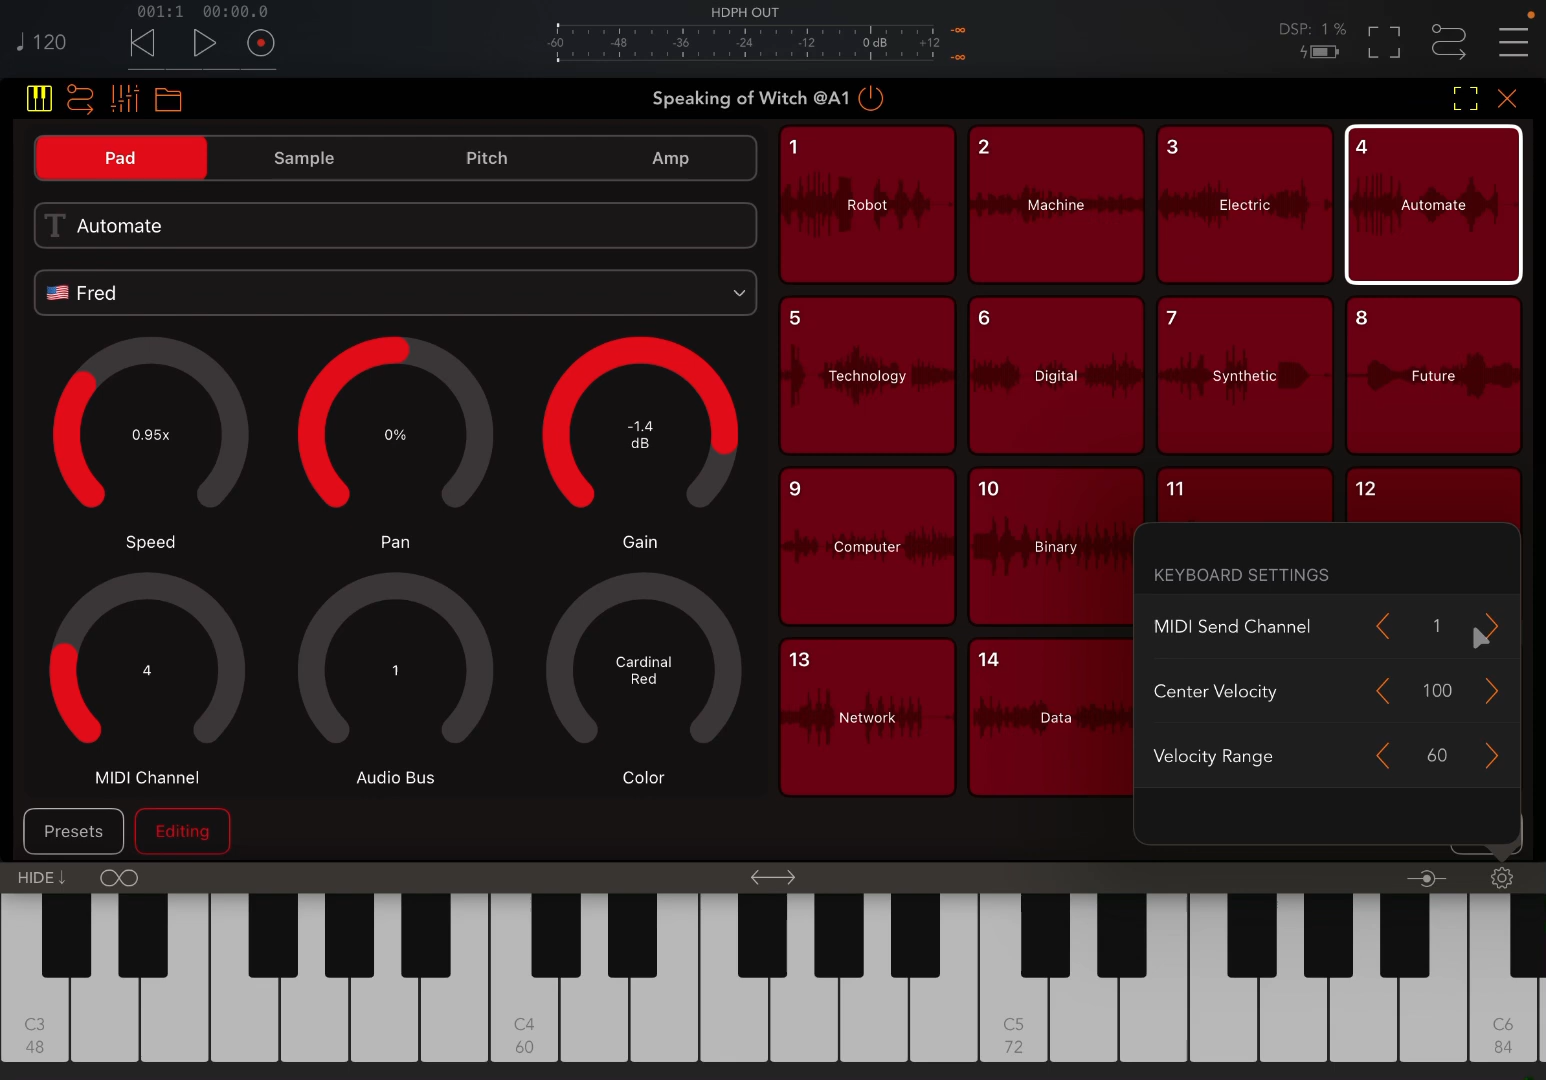 001:1 00:00.0
HDPH OUT
♩ 120
-60 -48 -36 -24 -12 0 dB +12
-∞
-∞
DSP: 1 %
Speaking of Witch @A1
Pad Sample Pitch Amp
T Automate
Fred
0.95x
Speed
0%
Pan
-1.4
dB
Gain
4
MIDI Channel
1
Audio Bus
Cardinal
Red
Color
1
Robot
2
Machine
3
Electric
4
Automate
5
Technology
6
Digital
7
Synthetic
8
Future
9
Computer
10
Binary
11
12
13
Network
14
Data
KEYBOARD SETTINGS
MIDI Send Channel 1
Center Velocity 100
Velocity Range 60
Presets Editing
HIDE↓
C3 C4 C5 C6
48 60 72 84